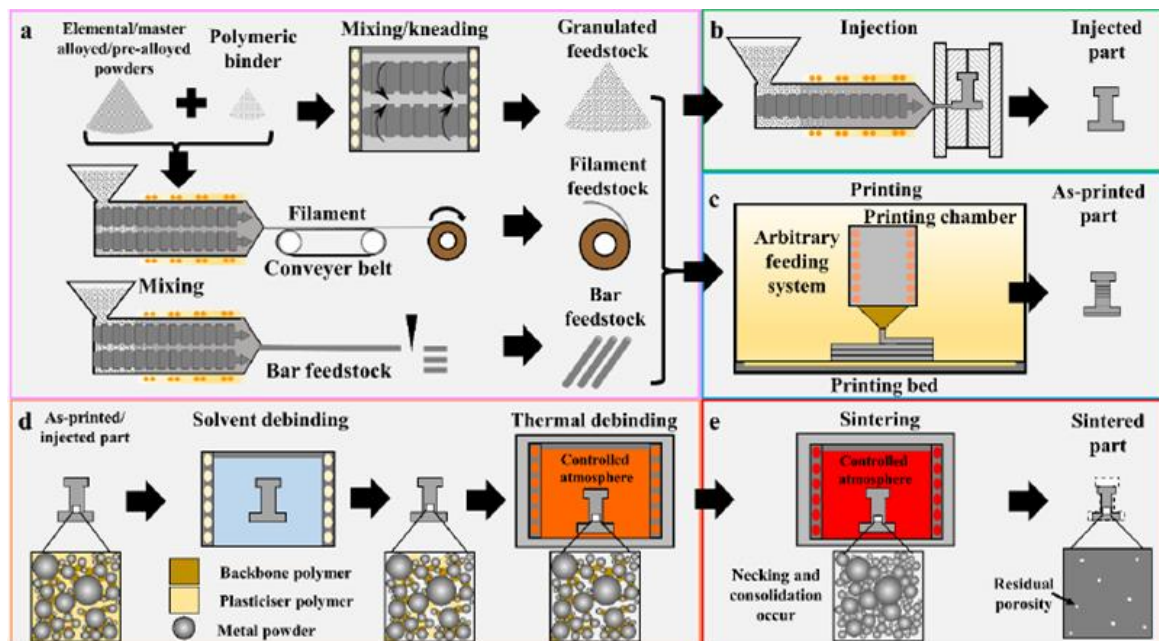 a
Elemental/master
alloyed/pre-alloyed
powders
Polymeric
binder
Mixing/kneading
Granulated
feedstock
Filament
Conveyer belt
Filament
feedstock
Mixing
Bar feedstock
Bar
feedstock
b
Injection
Injected
part
c
Printing
Printing chamber
Arbitrary
feeding
system
Printing bed
As-printed
part
d
As-printed/
injected part
Solvent debinding
Thermal debinding
Controlled
atmosphere
Backbone polymer
Plasticiser polymer
Metal powder
e
Sintering
Controlled
atmosphere
Necking and
consolidation
occur
Sintered
part
Residual
porosity